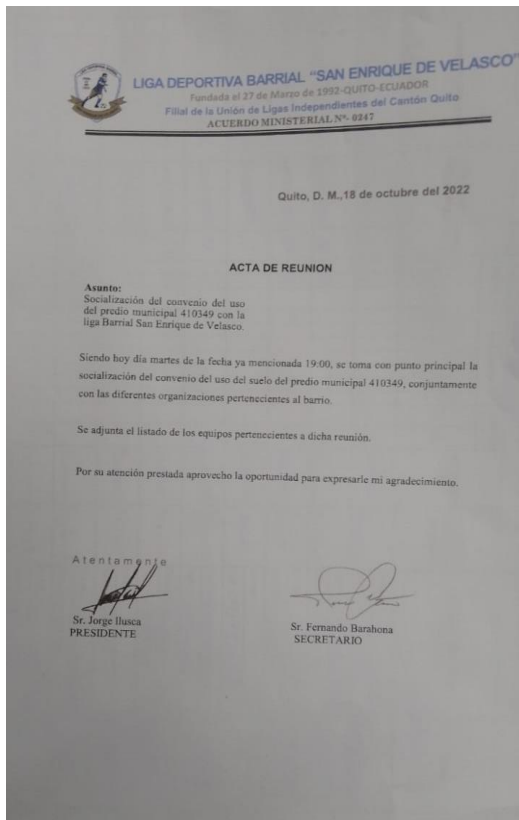 LIGA DEPORTIVA BARRIAL "SAN ENRIQUE DE VELASCO"
Fundada el 27 de Marzo de 1992-QUITO-ECUADOR
Filial de la Unión de Ligas Independientes del Cantón Quito
ACUERDO MINISTERIAL Nº- 0247
Quito, D. M.,18 de octubre del 2022
ACTA DE REUNION
Asunto:
Socialización del convenio del uso
del predio municipal 410349 con la
liga Barrial San Enrique de Velasco.
Siendo hoy día martes de la fecha ya mencionada 19:00, se toma con punto principal la
socialización del convenio del uso del suelo del predio municipal 410349, conjuntamente
con las diferentes organizaciones pertenecientes al barrio.
Se adjunta el listado de los equipos pertenecientes a dicha reunión.
Por su atención prestada aprovecho la oportunidad para expresarle mi agradecimiento.
Atentamente
Sr. Jorge Ilusca
PRESIDENTE
Sr. Fernando Barahona
SECRETARIO